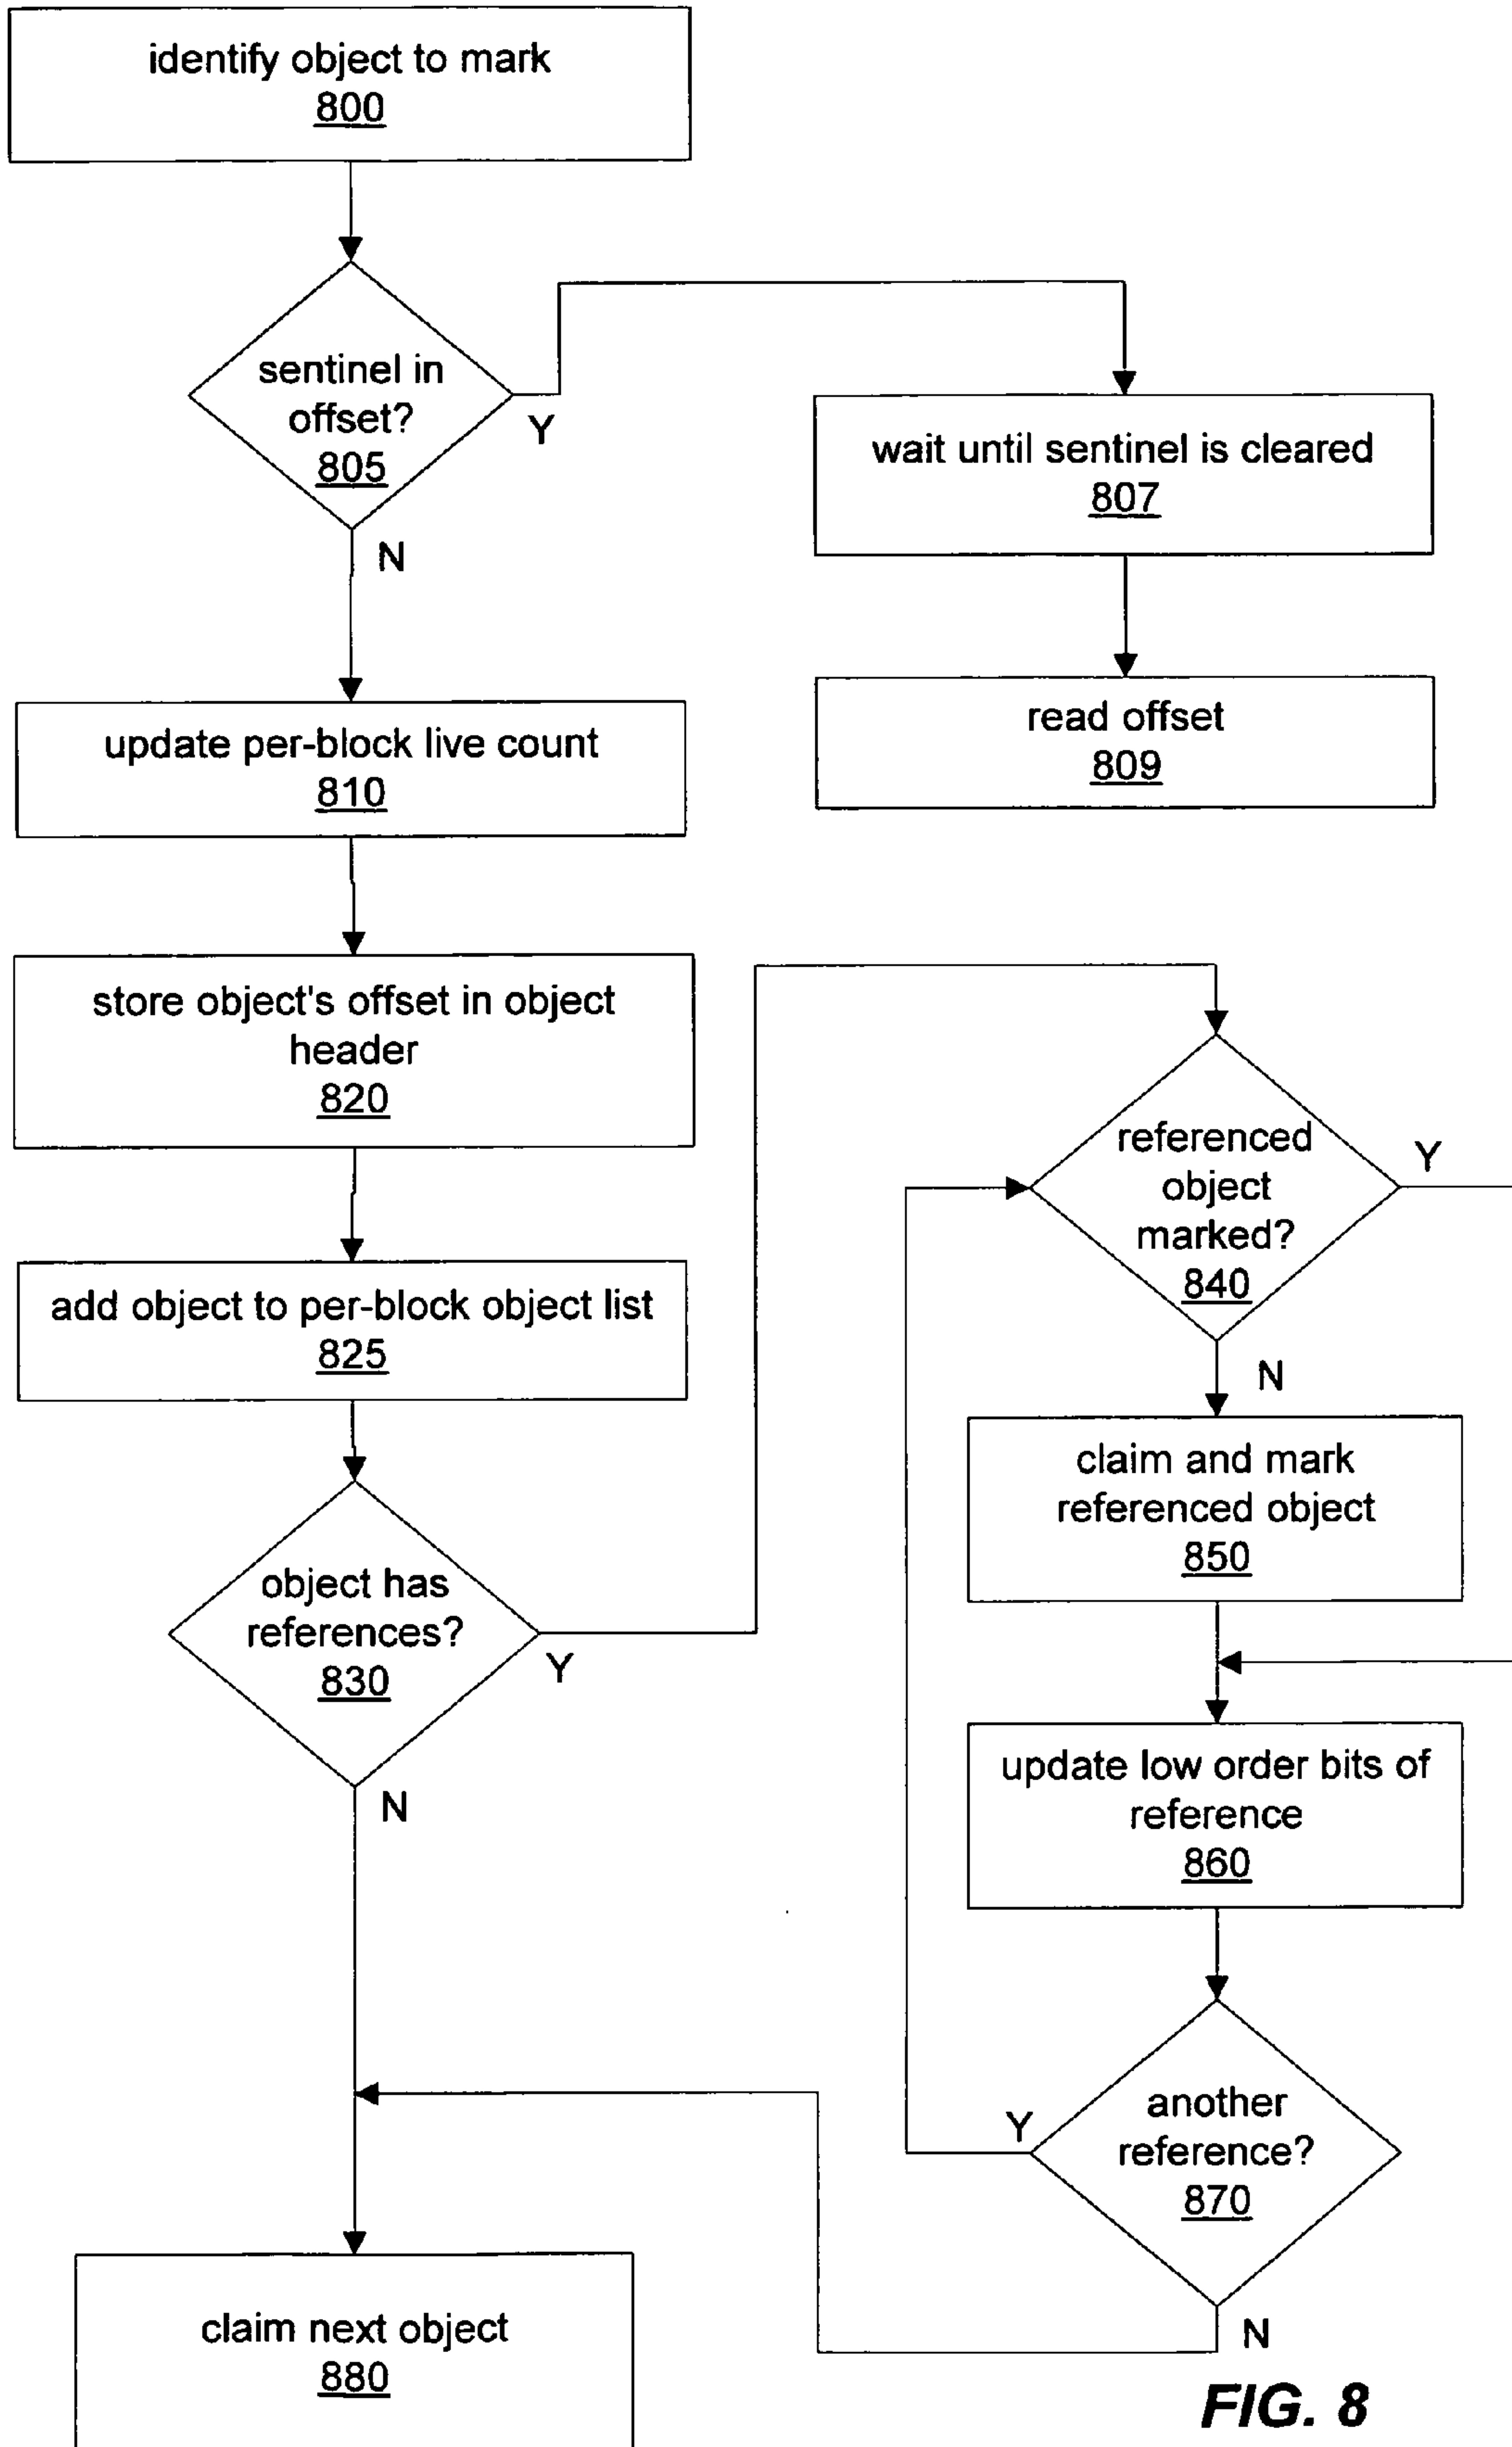 identify object to mark
800
sentinel in
offset?
805
Y
N
wait until sentinel is cleared
807
read offset
809
update per-block live count
810
store object's offset in object
header
820
add object to per-block object list
825
object has
references?
830
Y
N
referenced
object
marked?
840
Y
N
claim and mark
referenced object
850
update low order bits of
reference
860
another
reference?
870
Y
N
claim next object
880
FIG. 8